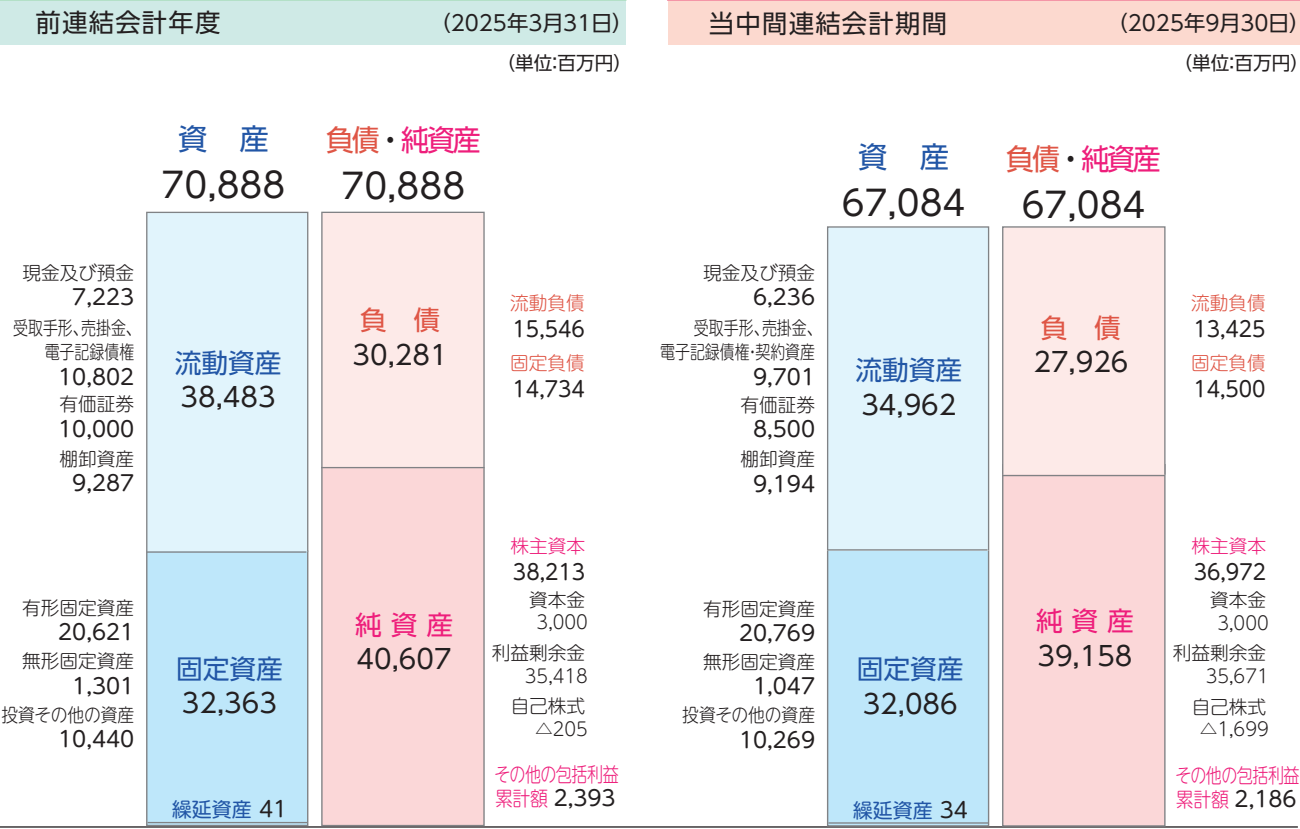 前連結会計年度
(2025年3月31日)
(単位:百万円)
資 産
70,888
負債・純資産
70,888
現金及び預金
7,223
受取手形、売掛金、
電子記録債権
10,802
有価証券
10,000
棚卸資産
9,287
流動資産
38,483
有形固定資産
20,621
無形固定資産
1,301
投資その他の資産
10,440
固定資産
32,363
繰延資産 41
負 債
30,281
流動負債
15,546
固定負債
14,734
純資産
40,607
株主資本
38,213
資本金
3,000
利益剰余金
35,418
自己株式
△205
その他の包括利益
累計額 2,393
当中間連結会計期間
(2025年9月30日)
(単位:百万円)
資 産
67,084
負債・純資産
67,084
現金及び預金
6,236
受取手形、売掛金、
電子記録債権・契約資産
9,701
有価証券
8,500
棚卸資産
9,194
流動資産
34,962
有形固定資産
20,769
無形固定資産
1,047
投資その他の資産
10,269
固定資産
32,086
繰延資産 34
負 債
27,926
流動負債
13,425
固定負債
14,500
純資産
39,158
株主資本
36,972
資本金
3,000
利益剰余金
35,671
自己株式
△1,699
その他の包括利益
累計額 2,186